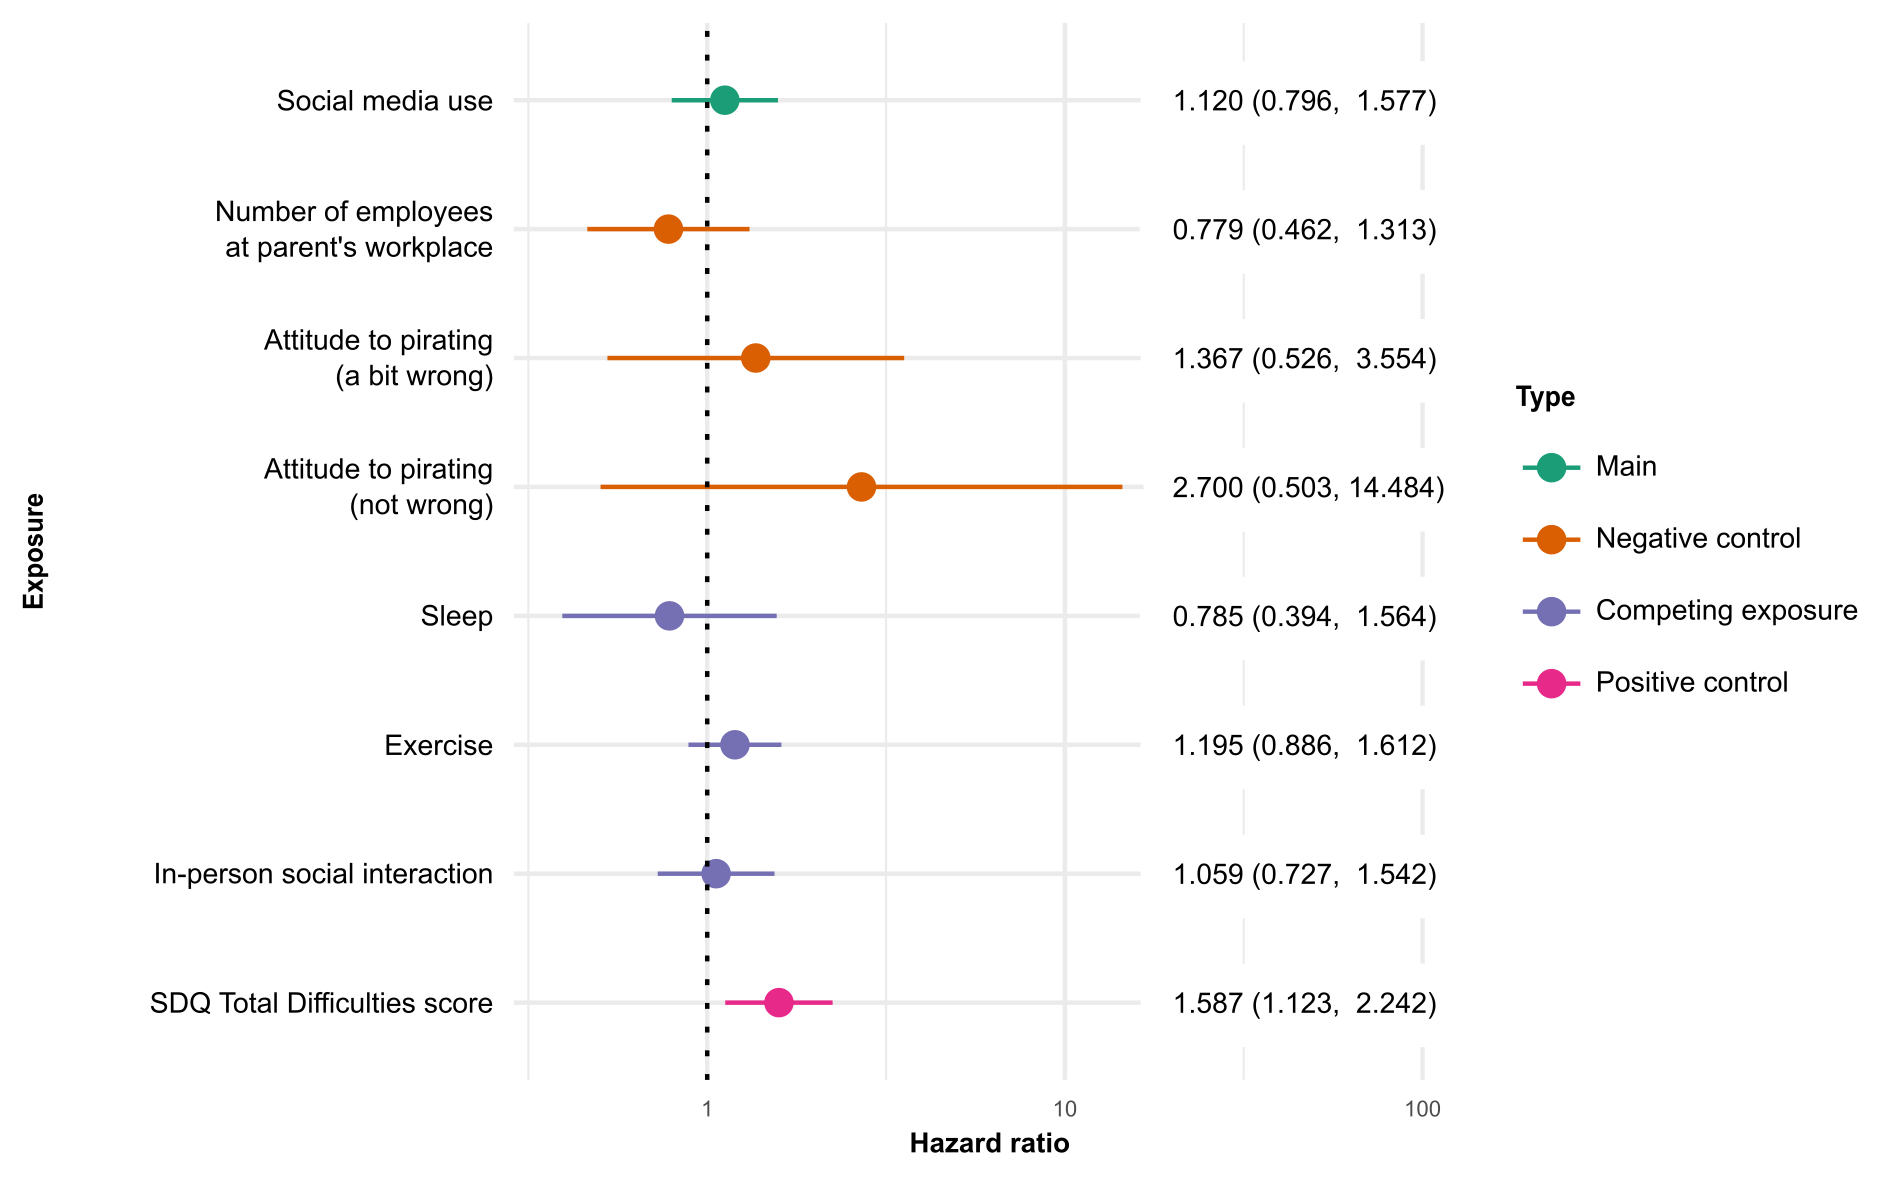 Exposure
Social media use
1.120 (0.796, 1.577)
Number of employees
at parent's workplace
0.779 (0.462, 1.313)
Attitude to pirating
(a bit wrong)
1.367 (0.526, 3.554)
Attitude to pirating
(not wrong)
2.700 (0.503, 14.484)
Sleep
0.785 (0.394, 1.564)
Exercise
1.195 (0.886, 1.612)
In-person social interaction
1.059 (0.727, 1.542)
SDQ Total Difficulties score
1.587 (1.123, 2.242)
1 10 100
Hazard ratio
Type
Main
Negative control
Competing exposure
Positive control